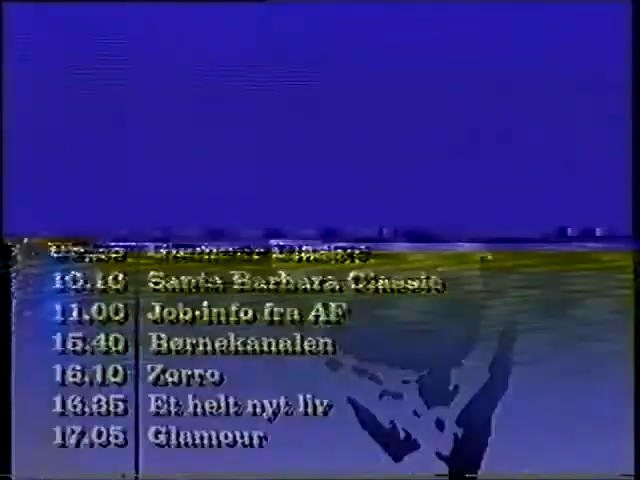 10.10 Santa Barbara Classic
11.00 Job-info fra AF
15.40 Børnekanalen
16.10 Zorro
16.35 Et helt nyt liv
17.05 Glamour